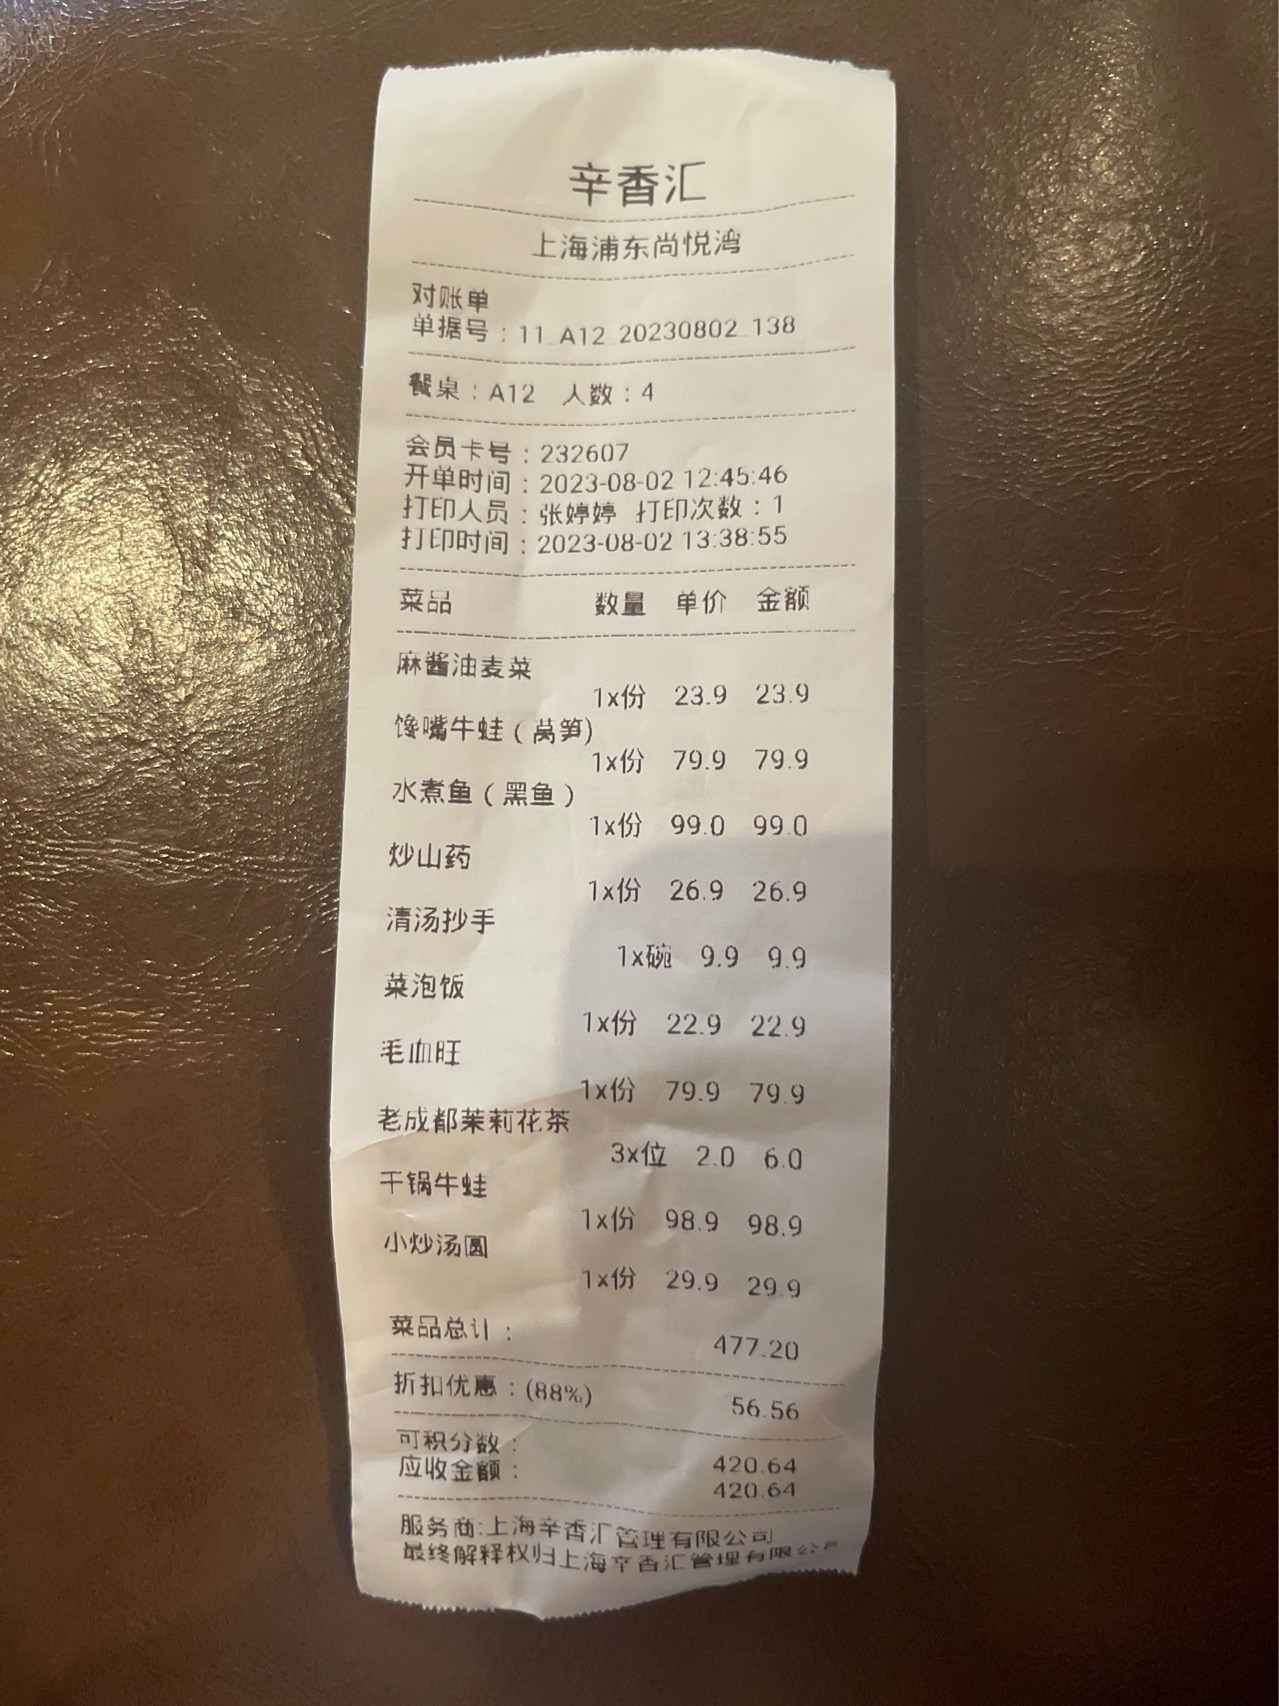 辛香汇
上海浦东尚悦湾
对账单
单据号：11_A12_20230802_138
餐桌：A12 人数：4
会员卡号：232607
开单时间：2023-08-02 12:45:46
打印人员：张婷婷 打印次数：1
打印时间：2023-08-02 13:38:55
菜品 数量 单价 金额
麻酱油麦菜
1x份 23.9 23.9
馋嘴牛蛙（莴笋）
1x份 79.9 79.9
水煮鱼（黑鱼）
1x份 99.0 99.0
炒山药
1x份 26.9 26.9
清汤抄手
1x碗 9.9 9.9
菜泡饭
1x份 22.9 22.9
毛血旺
1x份 79.9 79.9
老成都茉莉花茶
3x位 2.0 6.0
干锅牛蛙
1x份 98.9 98.9
小炒汤圆
1x份 29.9 29.9
菜品总计： 477.20
折扣优惠：(88%) 56.56
可积分数： 420.64
应收金额： 420.64
服务商:上海辛香汇管理有限公司
最终解释权归上海辛香汇管理有限公司